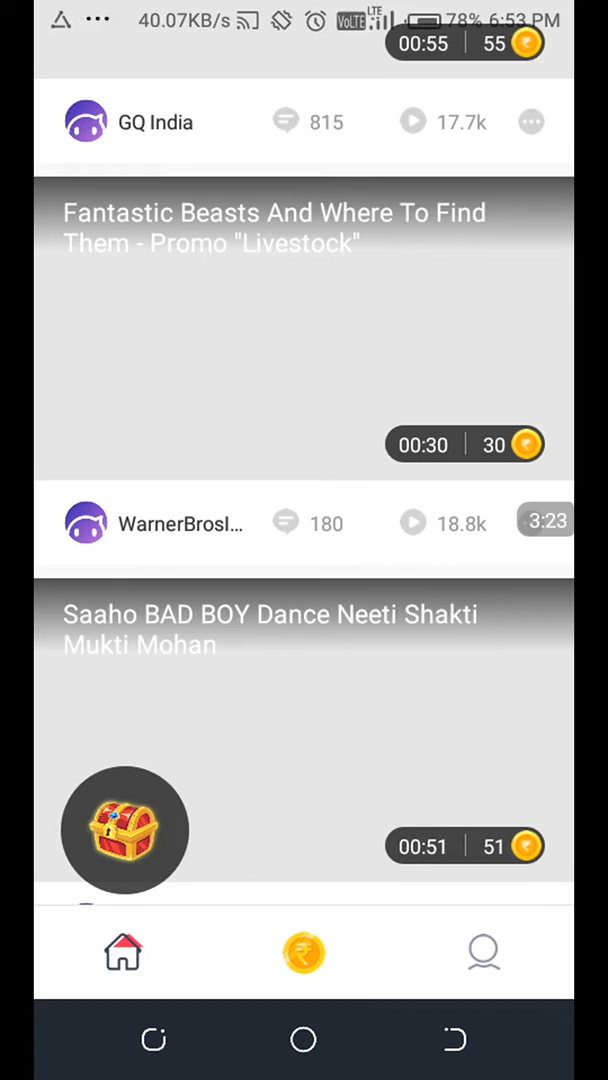 40.07KB/s VoLTE LTE 78% 6:53 PM
00:55 55
GQ India 815 17.7k
Fantastic Beasts And Where To Find
Them - Promo "Livestock"
00:30 30
WarnerBrosI... 180 18.8k 3:23
Saaho BAD BOY Dance Neeti Shakti
Mukti Mohan
00:51 51